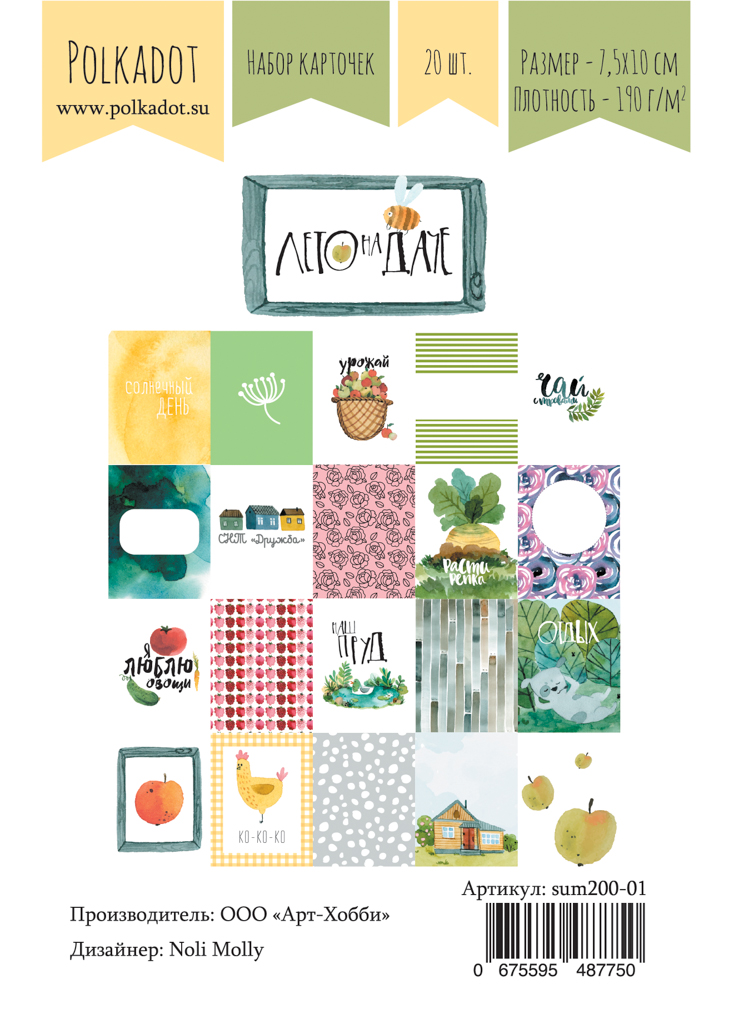 POLKADOT
www.polkadot.su
НАБОР КАРТОЧЕК
20 ШТ.
РАЗМЕР - 7,5х10 СМ
ПЛОТНОСТЬ - 190 Г/М²
ЛЕТО НА ДАЧЕ
солнечный
ДЕНЬ
урожай
чай
с травами
СНТ «Дружба»
РАСТИ
РЕПКА
Я
ЛЮБЛЮ
ОВОЩИ
НАШ
ПРУД
ОТДЫХ
КО-КО-КО
Артикул: sum200-01
Производитель: ООО «Арт-Хобби»
Дизайнер: Noli Molly
0 675595 487750